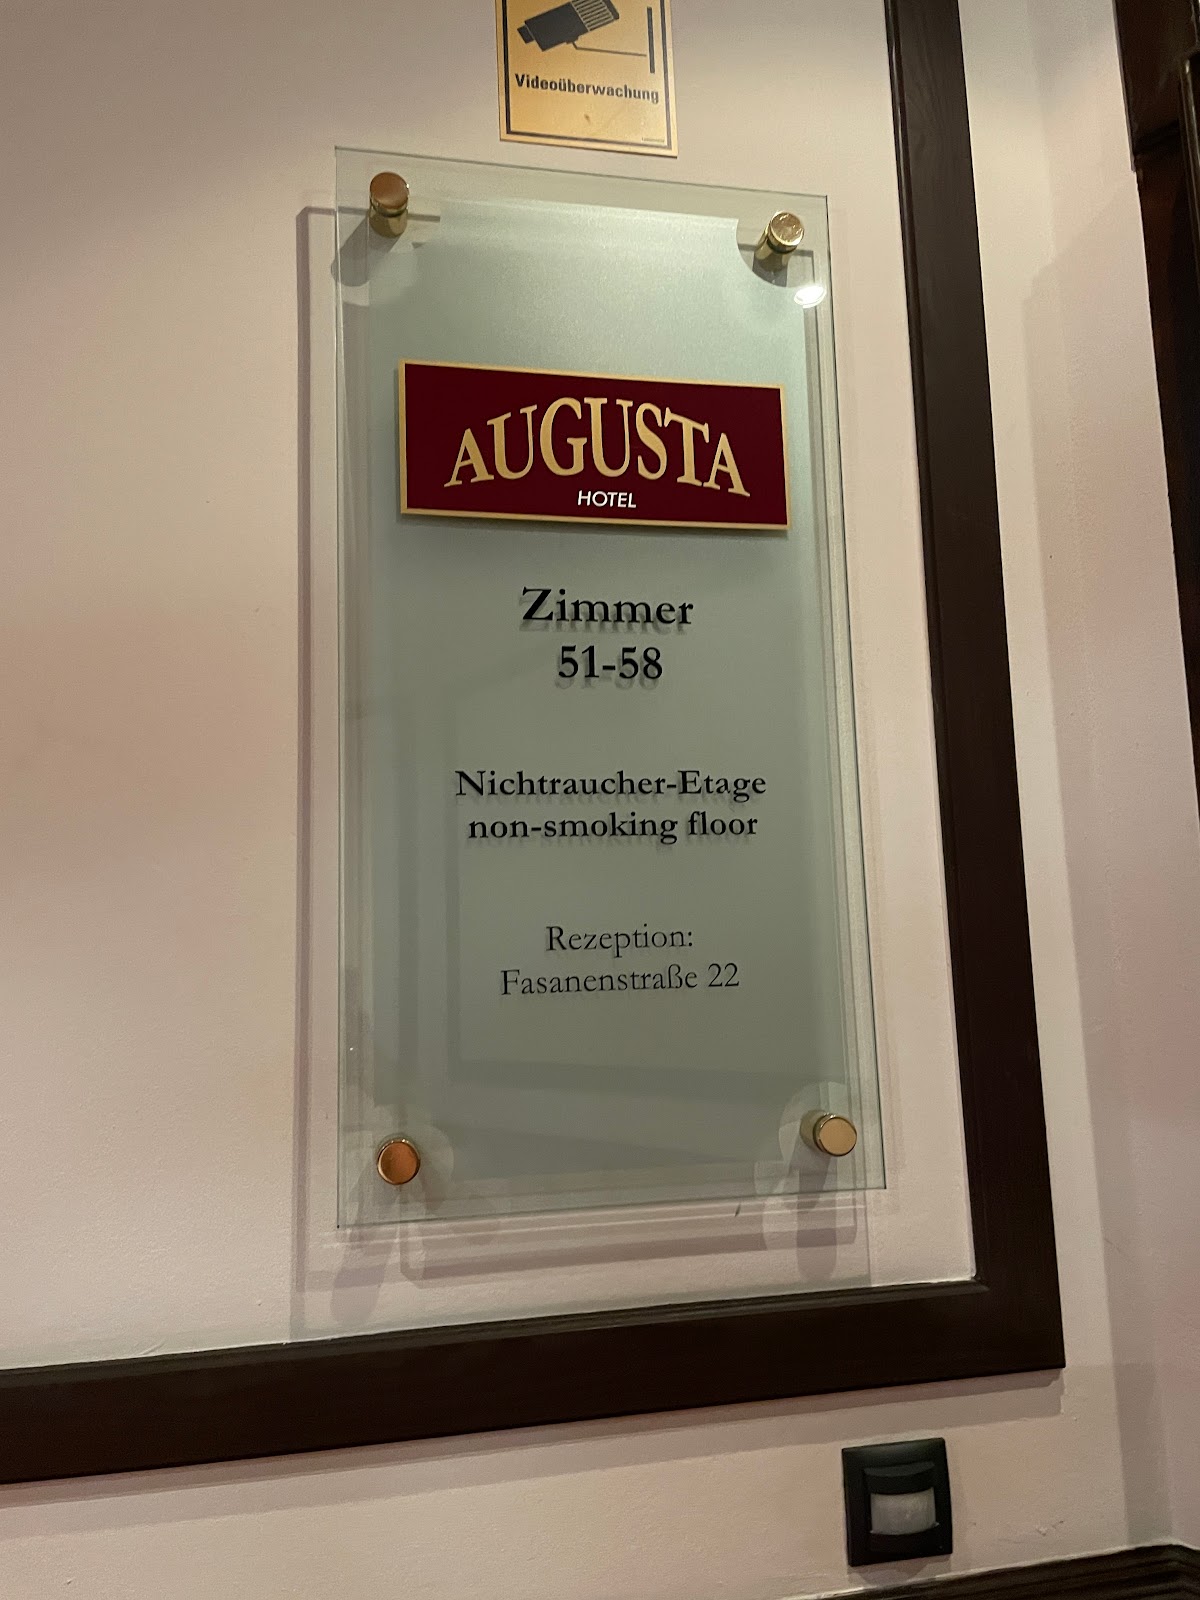 Videoüberwachung
AUGUSTA
HOTEL
Zimmer
51-58
Nichtraucher-Etage
non-smoking floor
Rezeption:
Fasanenstraße 22